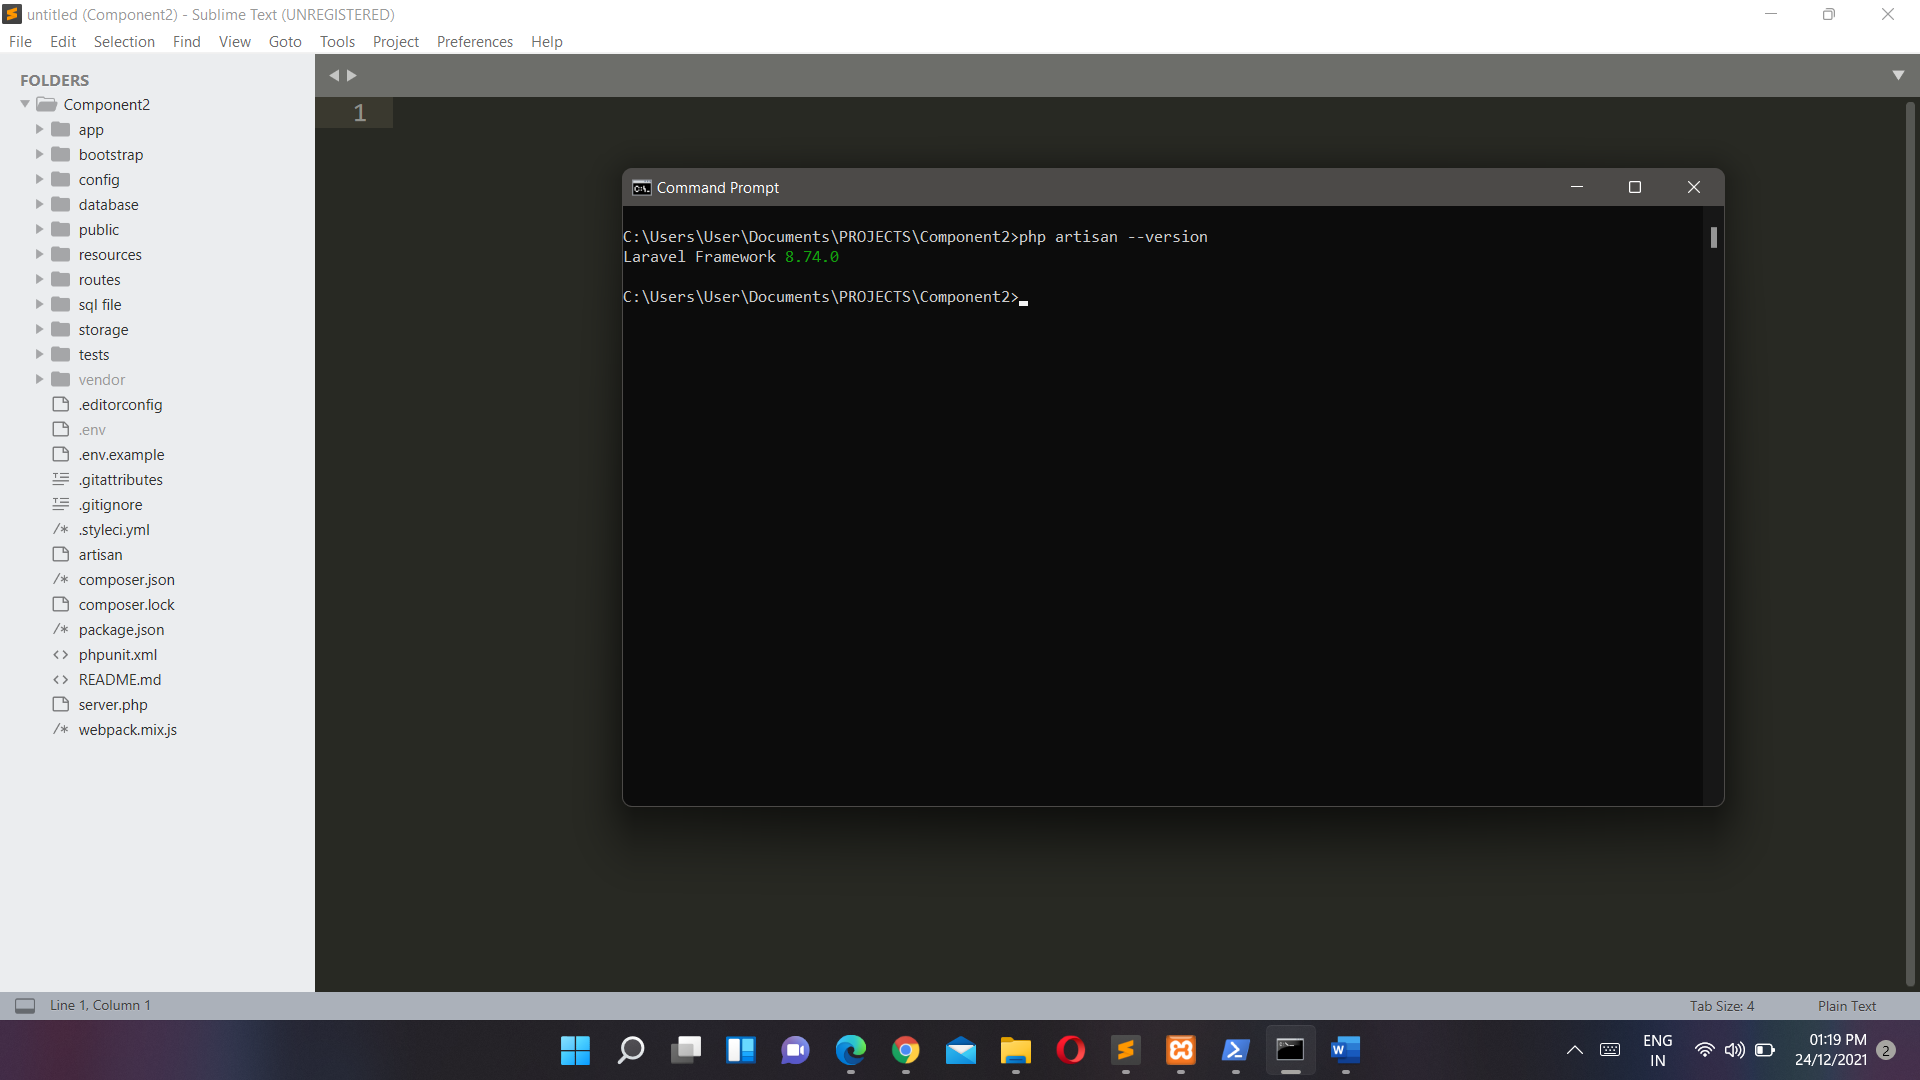 untitled (Component2) - Sublime Text (UNREGISTERED)
File Edit Selection Find View Goto Tools Project Preferences Help
FOLDERS
Component2
app
bootstrap
config
database
public
resources
routes
sql file
storage
tests
vendor
.editorconfig
.env
.env.example
.gitattributes
.gitignore
/* .styleci.yml
artisan
/* composer.json
composer.lock
/* package.json
<> phpunit.xml
<> README.md
server.php
/* webpack.mix.js
1
Command Prompt
C:\Users\User\Documents\PROJECTS\Component2>php artisan --version
Laravel Framework 8.74.0
C:\Users\User\Documents\PROJECTS\Component2>
Line 1, Column 1
Tab Size: 4
Plain Text
ENG
IN
01:19 PM
24/12/2021
2